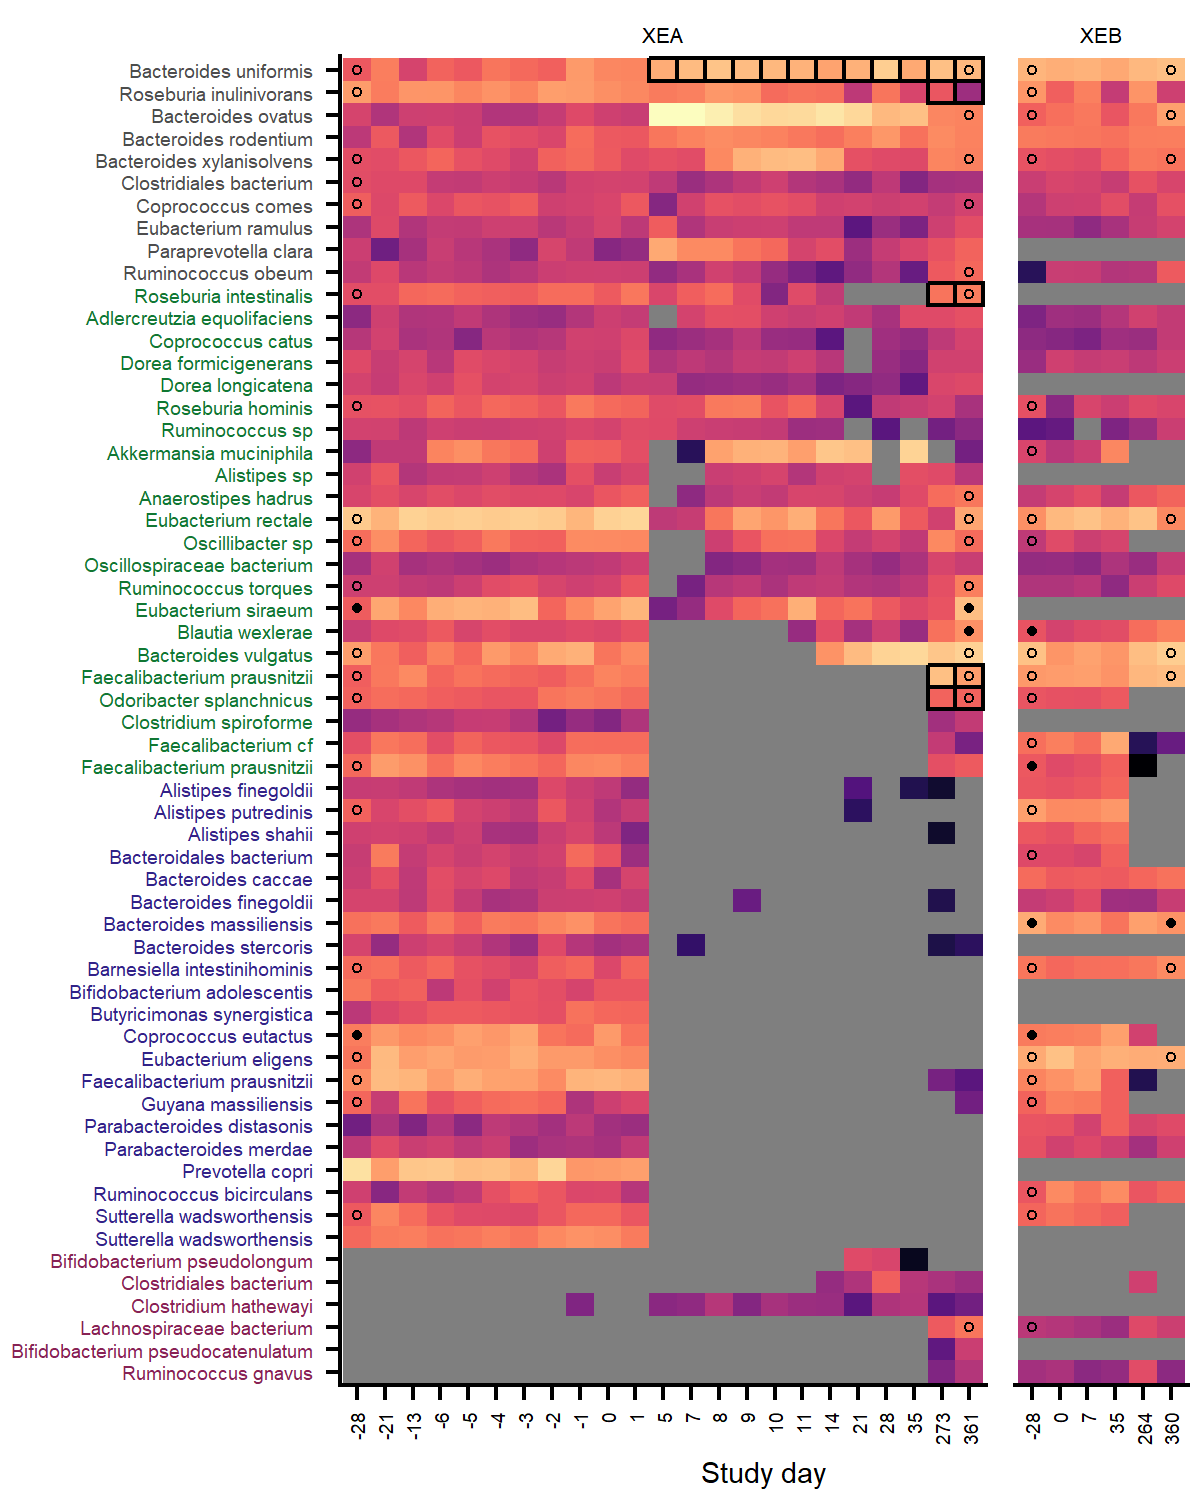 XEA
XEB
Bacteroides uniformis
Roseburia inulinivorans
Bacteroides ovatus
Bacteroides rodentium
Bacteroides xylanisolvens
Clostridiales bacterium
Coprococcus comes
Eubacterium ramulus
Paraprevotella clara
Ruminococcus obeum
Roseburia intestinalis
Adlercreutzia equolifaciens
Coprococcus catus
Dorea formicigenerans
Dorea longicatena
Roseburia hominis
Ruminococcus sp
Akkermansia muciniphila
Alistipes sp
Anaerostipes hadrus
Eubacterium rectale
Oscillibacter sp
Oscillospiraceae bacterium
Ruminococcus torques
Eubacterium siraeum
Blautia wexlerae
Bacteroides vulgatus
Faecalibacterium prausnitzii
Odoribacter splanchnicus
Clostridium spiroforme
Faecalibacterium cf
Faecalibacterium prausnitzii
Alistipes finegoldii
Alistipes putredinis
Alistipes shahii
Bacteroidales bacterium
Bacteroides caccae
Bacteroides finegoldii
Bacteroides massiliensis
Bacteroides stercoris
Barnesiella intestinihominis
Bifidobacterium adolescentis
Butyricimonas synergistica
Coprococcus eutactus
Eubacterium eligens
Faecalibacterium prausnitzii
Guyana massiliensis
Parabacteroides distasonis
Parabacteroides merdae
Prevotella copri
Ruminococcus bicirculans
Sutterella wadsworthensis
Sutterella wadsworthensis
Bifidobacterium pseudolongum
Clostridiales bacterium
Clostridium hathewayi
Lachnospiraceae bacterium
Bifidobacterium pseudocatenulatum
Ruminococcus gnavus
-28 -21 -13 -6 -5 -4 -3 -2 -1 0 1 5 7 8 9 10 11 14 21 28 35 273 361
-28 0 7 35 264 360
Study day